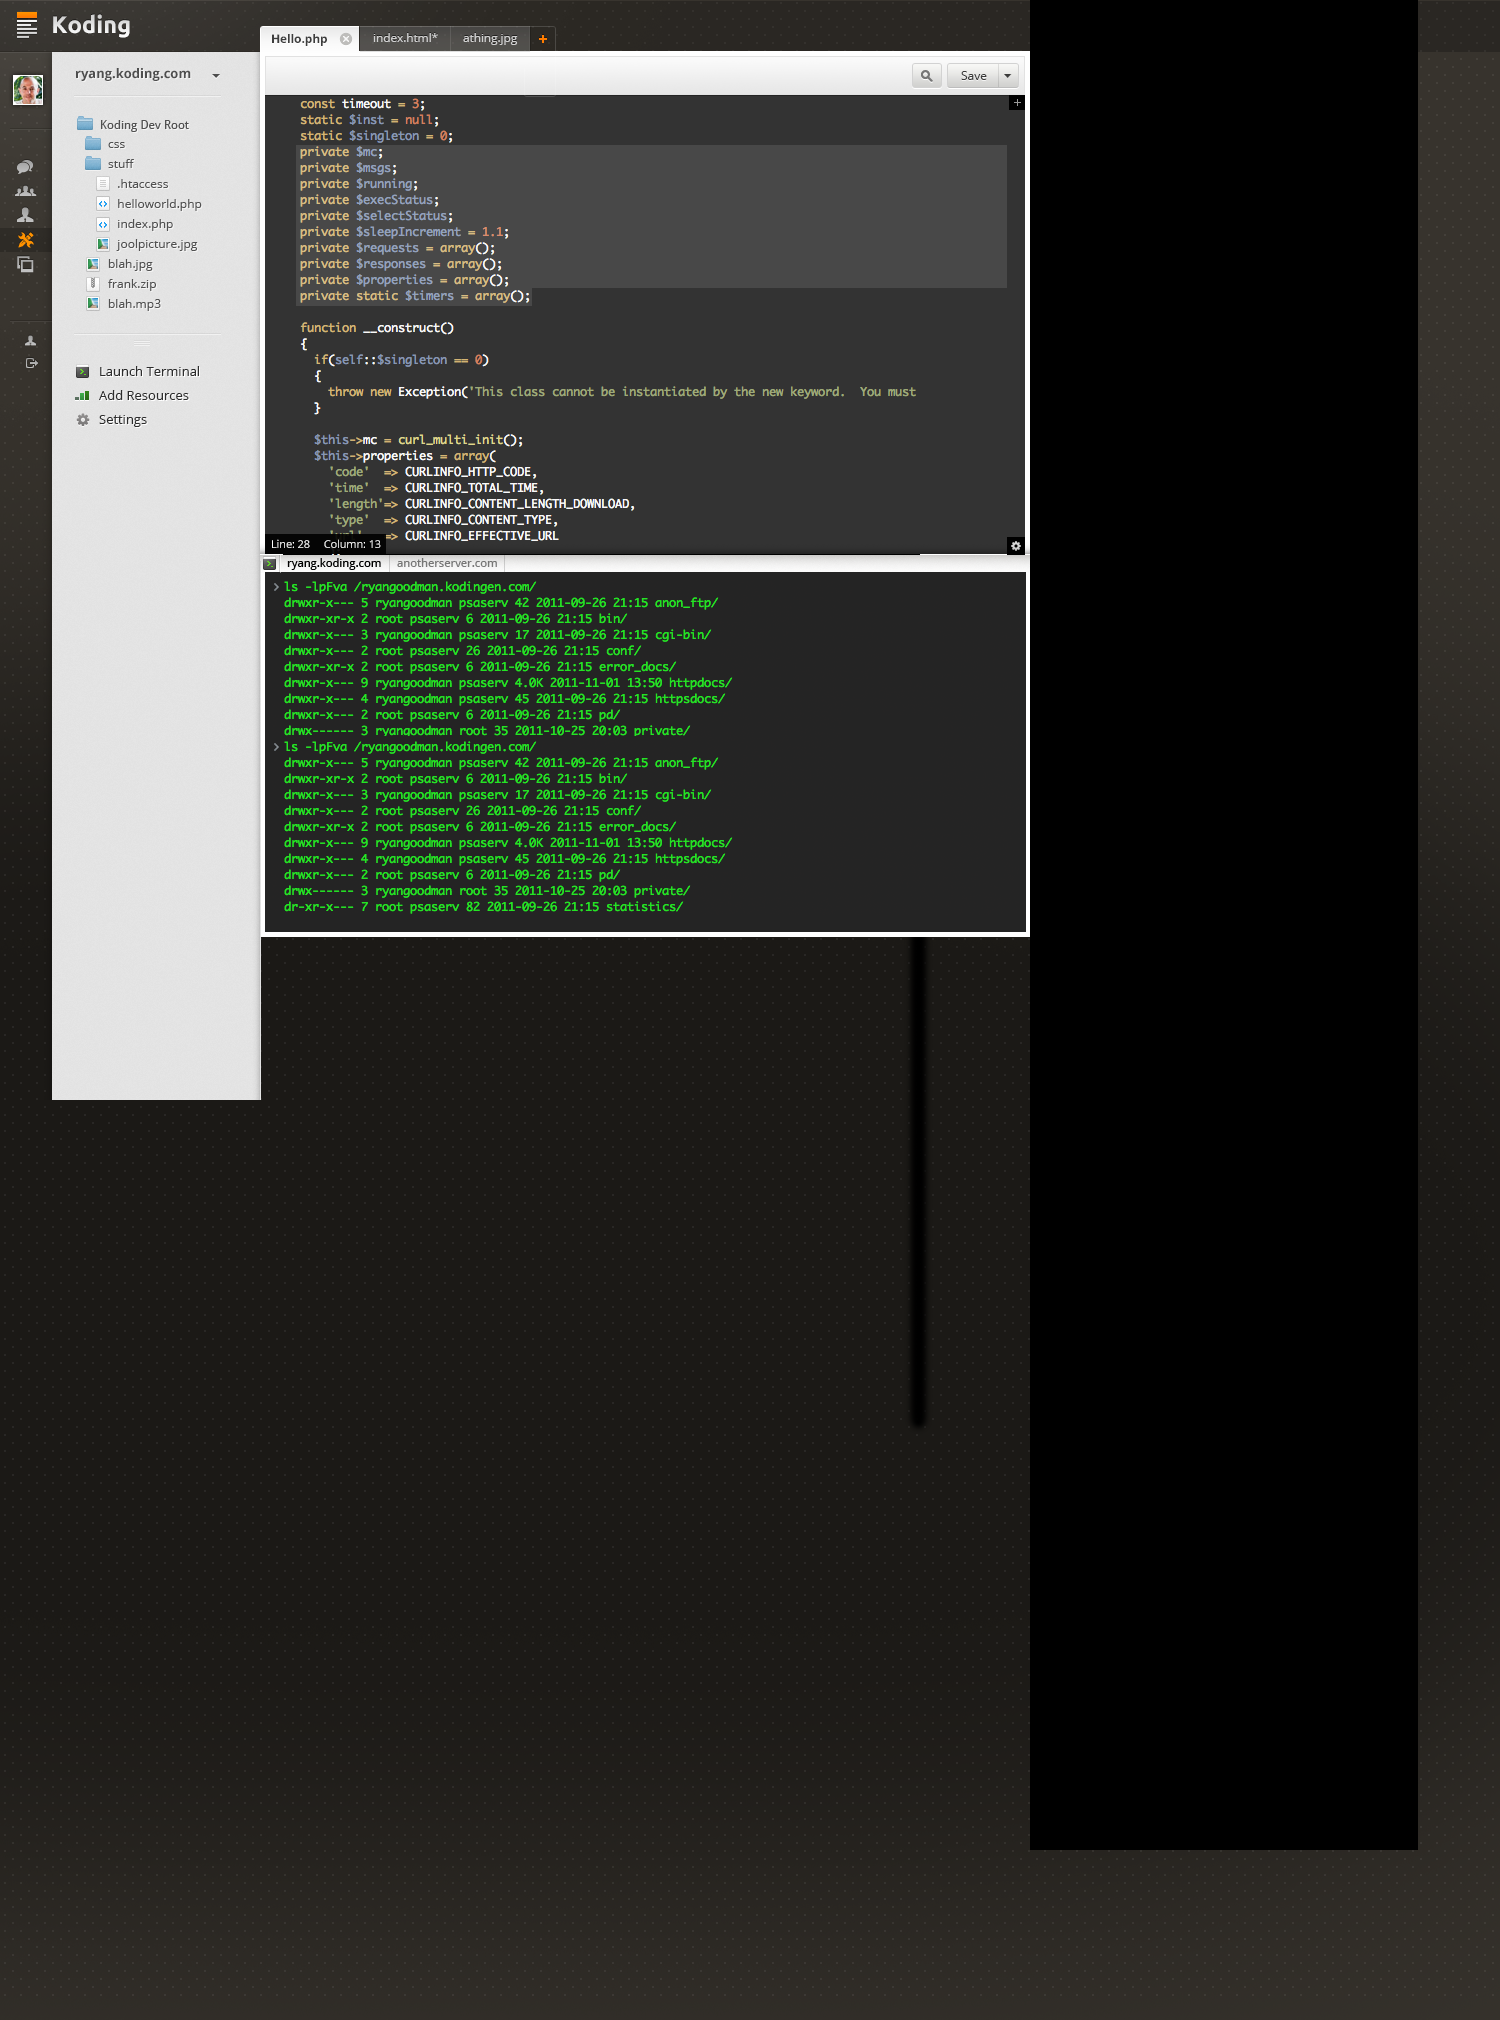 Koding
Hello.php
index.html*
athing.jpg
+
ryang.koding.com
Save
Koding Dev Root
css
stuff
.htaccess
helloworld.php
index.php
joolpicture.jpg
blah.jpg
frank.zip
blah.mp3
Launch Terminal
Add Resources
Settings
const timeout = 3;
static $inst = null;
static $singleton = 0;
private $mc;
private $msgs;
private $running;
private $execStatus;
private $selectStatus;
private $sleepIncrement = 1.1;
private $requests = array();
private $responses = array();
private $properties = array();
private static $timers = array();
function __construct()
{
if(self::$singleton == 0)
{
throw new Exception('This class cannot be instantiated by the new keyword.  You must
}
$this->mc = curl_multi_init();
$this->properties = array(
'code'  => CURLINFO_HTTP_CODE,
'time'  => CURLINFO_TOTAL_TIME,
'length'=> CURLINFO_CONTENT_LENGTH_DOWNLOAD,
'type'  => CURLINFO_CONTENT_TYPE,
=> CURLINFO_EFFECTIVE_URL
Line: 28 Column: 13
ryang.koding.com
anotherserver.com
ls -lpFva /ryangoodman.kodingen.com/
drwxr-x--- 5 ryangoodman psaserv 42 2011-09-26 21:15 anon_ftp/
drwxr-xr-x 2 root psaserv 6 2011-09-26 21:15 bin/
drwxr-x--- 3 ryangoodman psaserv 17 2011-09-26 21:15 cgi-bin/
drwxr-x--- 2 root psaserv 26 2011-09-26 21:15 conf/
drwxr-xr-x 2 root psaserv 6 2011-09-26 21:15 error_docs/
drwxr-x--- 9 ryangoodman psaserv 4.0K 2011-11-01 13:50 httpdocs/
drwxr-x--- 4 ryangoodman psaserv 45 2011-09-26 21:15 httpsdocs/
drwxr-x--- 2 root psaserv 6 2011-09-26 21:15 pd/
drwx------ 3 ryangoodman root 35 2011-10-25 20:03 private/
ls -lpFva /ryangoodman.kodingen.com/
drwxr-x--- 5 ryangoodman psaserv 42 2011-09-26 21:15 anon_ftp/
drwxr-xr-x 2 root psaserv 6 2011-09-26 21:15 bin/
drwxr-x--- 3 ryangoodman psaserv 17 2011-09-26 21:15 cgi-bin/
drwxr-x--- 2 root psaserv 26 2011-09-26 21:15 conf/
drwxr-xr-x 2 root psaserv 6 2011-09-26 21:15 error_docs/
drwxr-x--- 9 ryangoodman psaserv 4.0K 2011-11-01 13:50 httpdocs/
drwxr-x--- 4 ryangoodman psaserv 45 2011-09-26 21:15 httpsdocs/
drwxr-x--- 2 root psaserv 6 2011-09-26 21:15 pd/
drwx------ 3 ryangoodman root 35 2011-10-25 20:03 private/
dr-xr-x--- 7 root psaserv 82 2011-09-26 21:15 statistics/